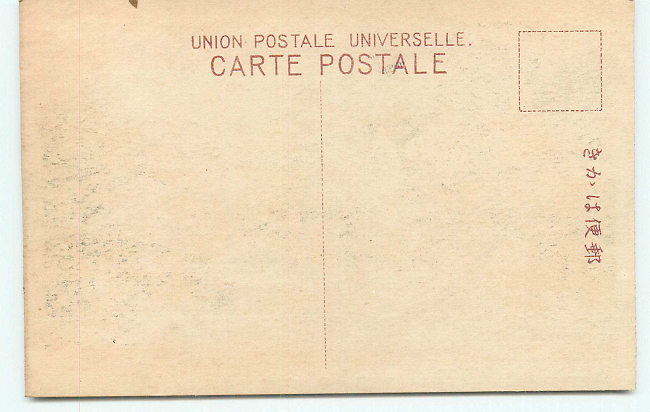 UNION POSTALE UNIVERSELLE.
CARTE POSTALE
きかは便郵